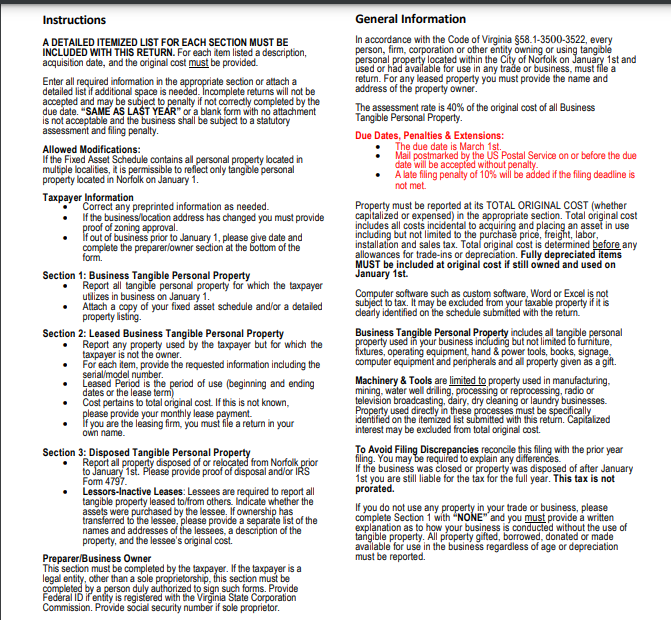 Instructions
A DETAILED ITEMIZED LIST FOR EACH SECTION MUST BE
INCLUDED WITH THIS RETURN. For each item listed a description,
acquisition date, and the original cost must be provided.
Enter all required information in the appropriate section or attach a
detailed list if additional space is needed. Incomplete returns will not be
accepted and may be subject to penalty if not correctly completed by the
due date. "SAME AS LAST YEAR" or a blank form with no attachment
is not acceptable and the business shall be subject to a statutory
assessment and filing penalty.
Allowed Modifications:
If the Fixed Asset Schedule contains all personal property located in
multiple localities, it is permissible to reflect only tangible personal
property located in Norfolk on January 1.
Taxpayer Information
• Correct any preprinted information as needed.
• If the business/location address has changed you must provide
proof of zoning approval.
• If out of business prior to January 1, please give date and
complete the preparer/owner section at the bottom of the
form.
Section 1: Business Tangible Personal Property
• Report all tangible personal property for which the taxpayer
utilizes in business on January 1.
• Attach a copy of your fixed asset schedule and/or a detailed
property listing.
Section 2: Leased Business Tangible Personal Property
• Report any property used by the taxpayer but for which the
taxpayer is not the owner.
• For each item, provide the requested information including the
serial/model number.
• Leased Period is the period of use (beginning and ending
dates or the lease term)
• Cost pertains to total original cost. If this is not known,
please provide your monthly lease payment.
• If you are the leasing firm, you must file a return in your
own name.
Section 3: Disposed Tangible Personal Property
• Report all property disposed of or relocated from Norfolk prior
to January 1st. Please provide proof of disposal and/or IRS
Form 4797.
• Lessors-Inactive Leases: Lessees are required to report all
tangible property leased to/from others. Indicate whether the
assets were purchased by the lessee. If ownership has
transferred to the lessee, please provide a separate list of the
names and addresses of the lessees, a description of the
property, and the lessee's original cost.
Preparer/Business Owner
This section must be completed by the taxpayer. If the taxpayer is a
legal entity, other than a sole proprietorship, this section must be
completed by a person duly authorized to sign such forms. Provide
Federal ID if entity is registered with the Virginia State Corporation
Commission. Provide social security number if sole proprietor.
General Information
In accordance with the Code of Virginia §58.1-3500-3522, every
person, firm, corporation or other entity owning or using tangible
personal property located within the City of Norfolk on January 1st and
used or had available for use in any trade or business, must file a
return. For any leased property you must provide the name and
address of the property owner.
The assessment rate is 40% of the original cost of all Business
Tangible Personal Property.
Due Dates, Penalties & Extensions:
• The due date is March 1st.
• Mail postmarked by the US Postal Service on or before the due
date will be accepted without penalty.
• A late filing penalty of 10% will be added if the filing deadline is
not met.
Property must be reported at its TOTAL ORIGINAL COST (whether
capitalized or expensed) in the appropriate section. Total original cost
includes all costs incidental to acquiring and placing an asset in use
including but not limited to the purchase price, freight, labor,
installation and sales tax. Total original cost is determined before any
allowances for trade-ins or depreciation. Fully depreciated items
MUST be included at original cost if still owned and used on
January 1st.
Computer software such as custom software, Word or Excel is not
subject to tax. It may be excluded from your taxable property if it is
clearly identified on the schedule submitted with the return.
Business Tangible Personal Property includes all tangible personal
property used in your business including but not limited to furniture,
fixtures, operating equipment, hand & power tools, books, signage,
computer equipment and peripherals and all property given as a gift.
Machinery & Tools are limited to property used in manufacturing,
mining, water well drilling, processing or reprocessing, radio or
television broadcasting, dairy, dry cleaning or laundry businesses.
Property used directly in these processes must be specifically
identified on the itemized list submitted with this return. Capitalized
interest may be excluded from total original cost.
To Avoid Filing Discrepancies reconcile this filing with the prior year
filing. You may be required to explain any differences.
If the business was closed or property was disposed of after January
1st you are still liable for the tax for the full year. This tax is not
prorated.
If you do not use any property in your trade or business, please
complete Section 1 with "NONE" and you must provide a written
explanation as to how your business is conducted without the use of
tangible property. All property gifted, borrowed, donated or made
available for use in the business regardless of age or depreciation
must be reported.